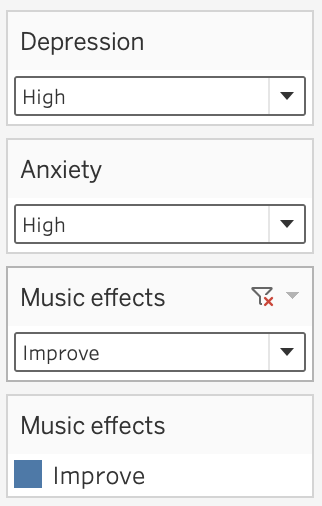 Depression
High
Anxiety
High
Music effects
Improve
Music effects
Improve